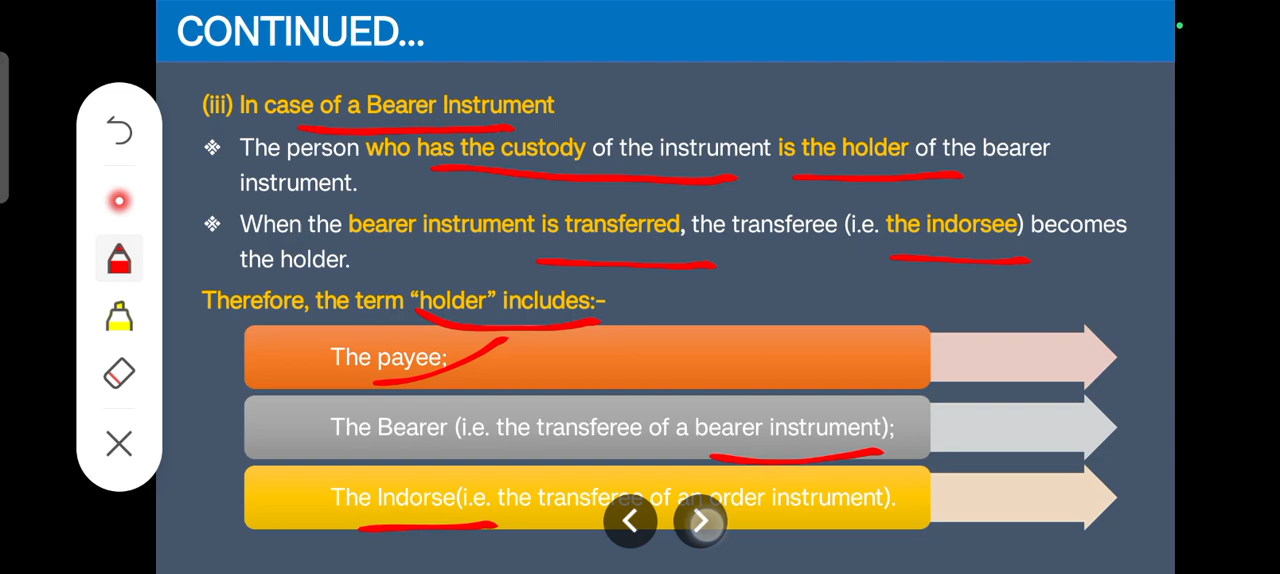 CONTINUED...
(iii) In case of a Bearer Instrument
❖ The person who has the custody of the instrument is the holder of the bearer
instrument.
❖ When the bearer instrument is transferred, the transferee (i.e. the indorsee) becomes
the holder.
Therefore, the term “holder” includes:-
The payee;
The Bearer (i.e. the transferee of a bearer instrument);
The Indorse(i.e. the transferee of an order instrument).